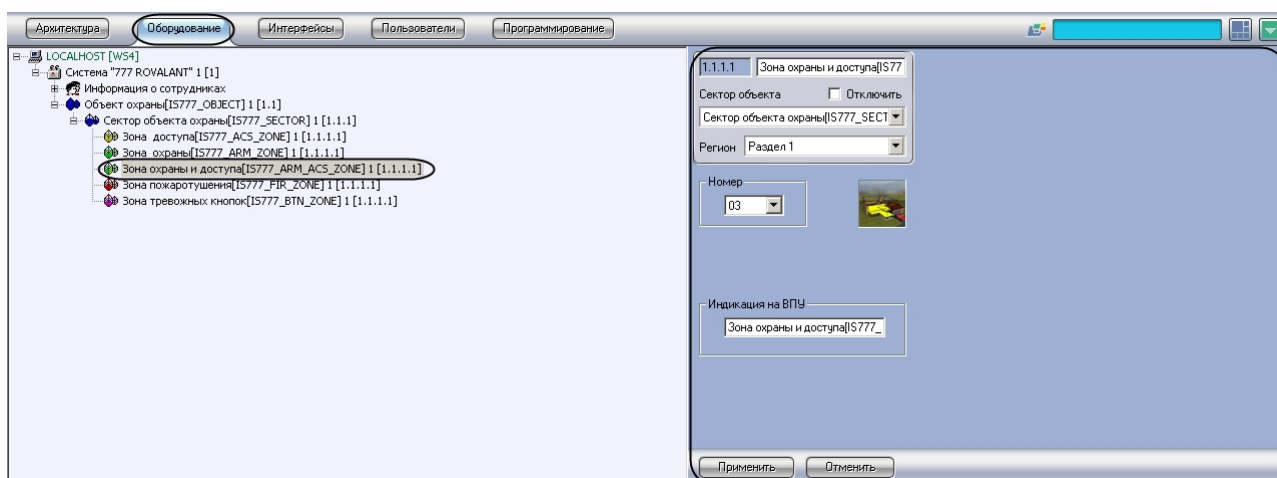 Архитектура Оборудование Интерфейсы Пользователи Программирование
LOCALHOST [WS4]
Система "777 ROVALANT" 1 [1]
Информация о сотрудниках
Объект охраны[IS777_OBJECT] 1 [1.1]
Сектор объекта охраны[IS777_SECTOR] 1 [1.1.1]
Зона доступа[IS777_ACS_ZONE] 1 [1.1.1.1]
Зона охраны[IS777_ARM_ZONE] 1 [1.1.1.1]
Зона охраны и доступа[IS777_ARM_ACS_ZONE] 1 [1.1.1.1]
Зона пожаротушения[IS777_FIR_ZONE] 1 [1.1.1.1]
Зона тревожных кнопок[IS777_BTN_ZONE] 1 [1.1.1.1]
1.1.1.1 Зона охраны и доступа[IS77
Сектор объекта Отключить
Сектор объекта охраны[IS777_SECT
Регион Раздел 1
Номер
03
Индикация на ВПУ
Зона охраны и доступа[IS777_
Применить Отменить